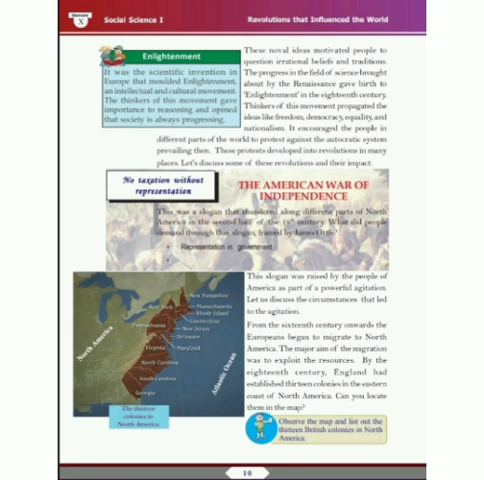 Standard
X
Social Science I
Revolutions that Influenced the World
Enlightenment
It was the scientific invention in
Europe that moulded Enlightenment,
an intellectual and cultural movement.
The thinkers of this movement gave
importance to reasoning and opened
that society is always progressing.
These novel ideas motivated people to
question irrational beliefs and traditions.
The progress in the field of science brought
about by the Renaissance gave birth to
'Enlightenment' in the eighteenth century.
Thinkers of this movement propagated the
ideas like freedom, democracy, equality, and
nationalism. It encouraged the people in
different parts of the world to protest against the autocratic system
prevailing then. These protests developed into revolutions in many
places. Let's discuss some of these revolutions and their impact.
No taxation without
representation
THE AMERICAN WAR OF
INDEPENDENCE
This was a slogan that thundered along different parts of North
America in the second half of the 18th century. What did people
demand through this slogan, framed by James Otis?
• Representation in government
•
This slogan was raised by the people of
America as part of a powerful agitation.
Let us discuss the circumstances that led
to the agitation.
From the sixteenth century onwards the
Europeans began to migrate to North
America. The major aim of the migration
was to exploit the resources. By the
eighteenth century, England had
established thirteen colonies in the eastern
coast of North America. Can you locate
them in the map?
New Hampshire
New York
Massachusetts
Rhode Island
Connecticut
Pennsylvania
New Jersey
Delaware
Virginia
Maryland
North Carolina
South Carolina
Georgia
North America
Atlantic Ocean
The thirteen
colonies in
North America
Observe the map and list out the
thirteen British colonies in North
America.
10